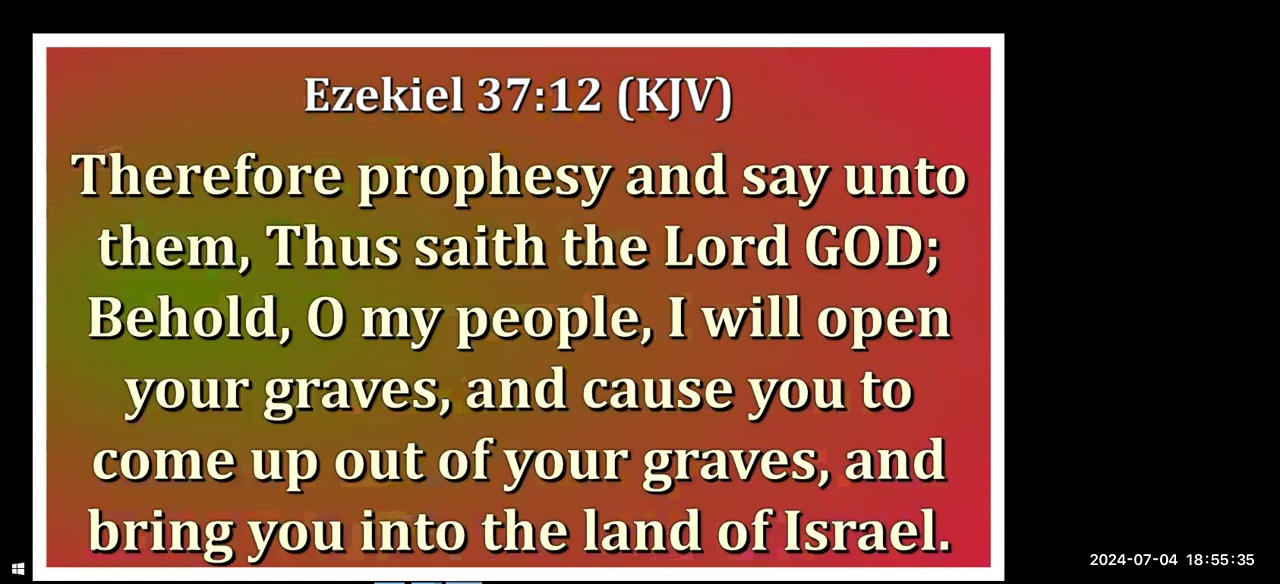 Ezekiel 37:12 (KJV)
Therefore prophesy and say unto
them, Thus saith the Lord GOD;
Behold, O my people, I will open
your graves, and cause you to
come up out of your graves, and
bring you into the land of Israel.
2024-07-04 18:55:35